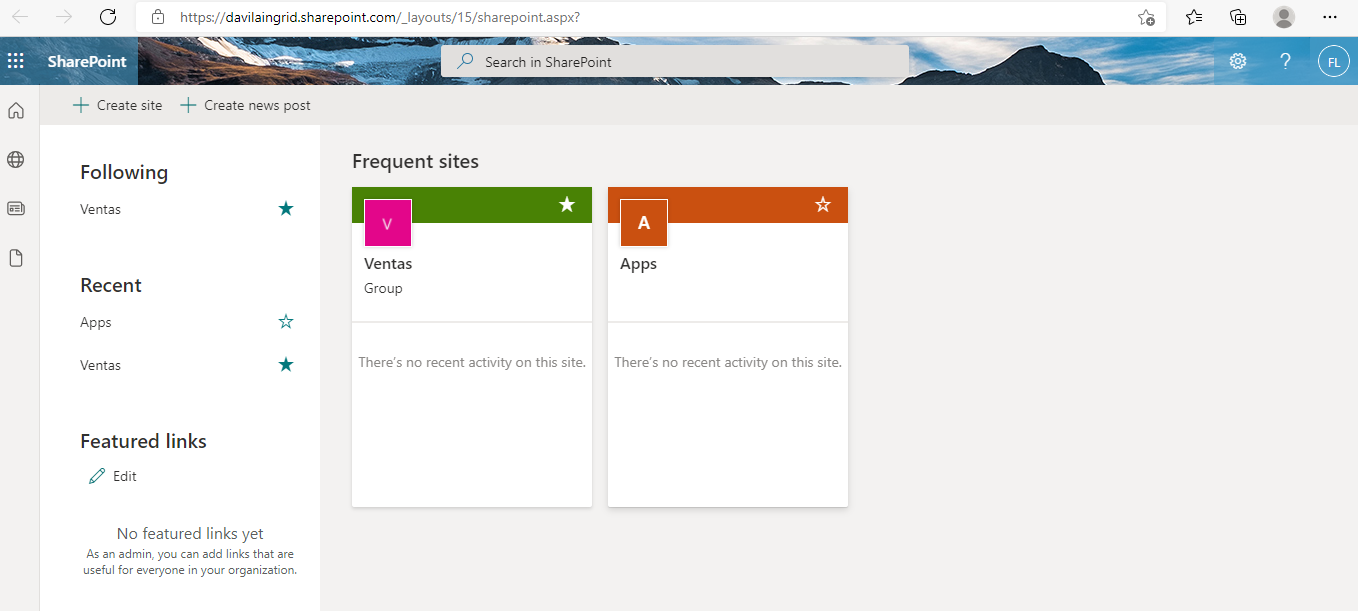 https://davilaingrid.sharepoint.com/_layouts/15/sharepoint.aspx?
SharePoint
Search in SharePoint
?
FL
Create site
Create news post
Following
Ventas
Recent
Apps
Ventas
Featured links
Edit
No featured links yet
As an admin, you can add links that are
useful for everyone in your organization.
Frequent sites
V
Ventas
Group
There's no recent activity on this site.
A
Apps
There's no recent activity on this site.